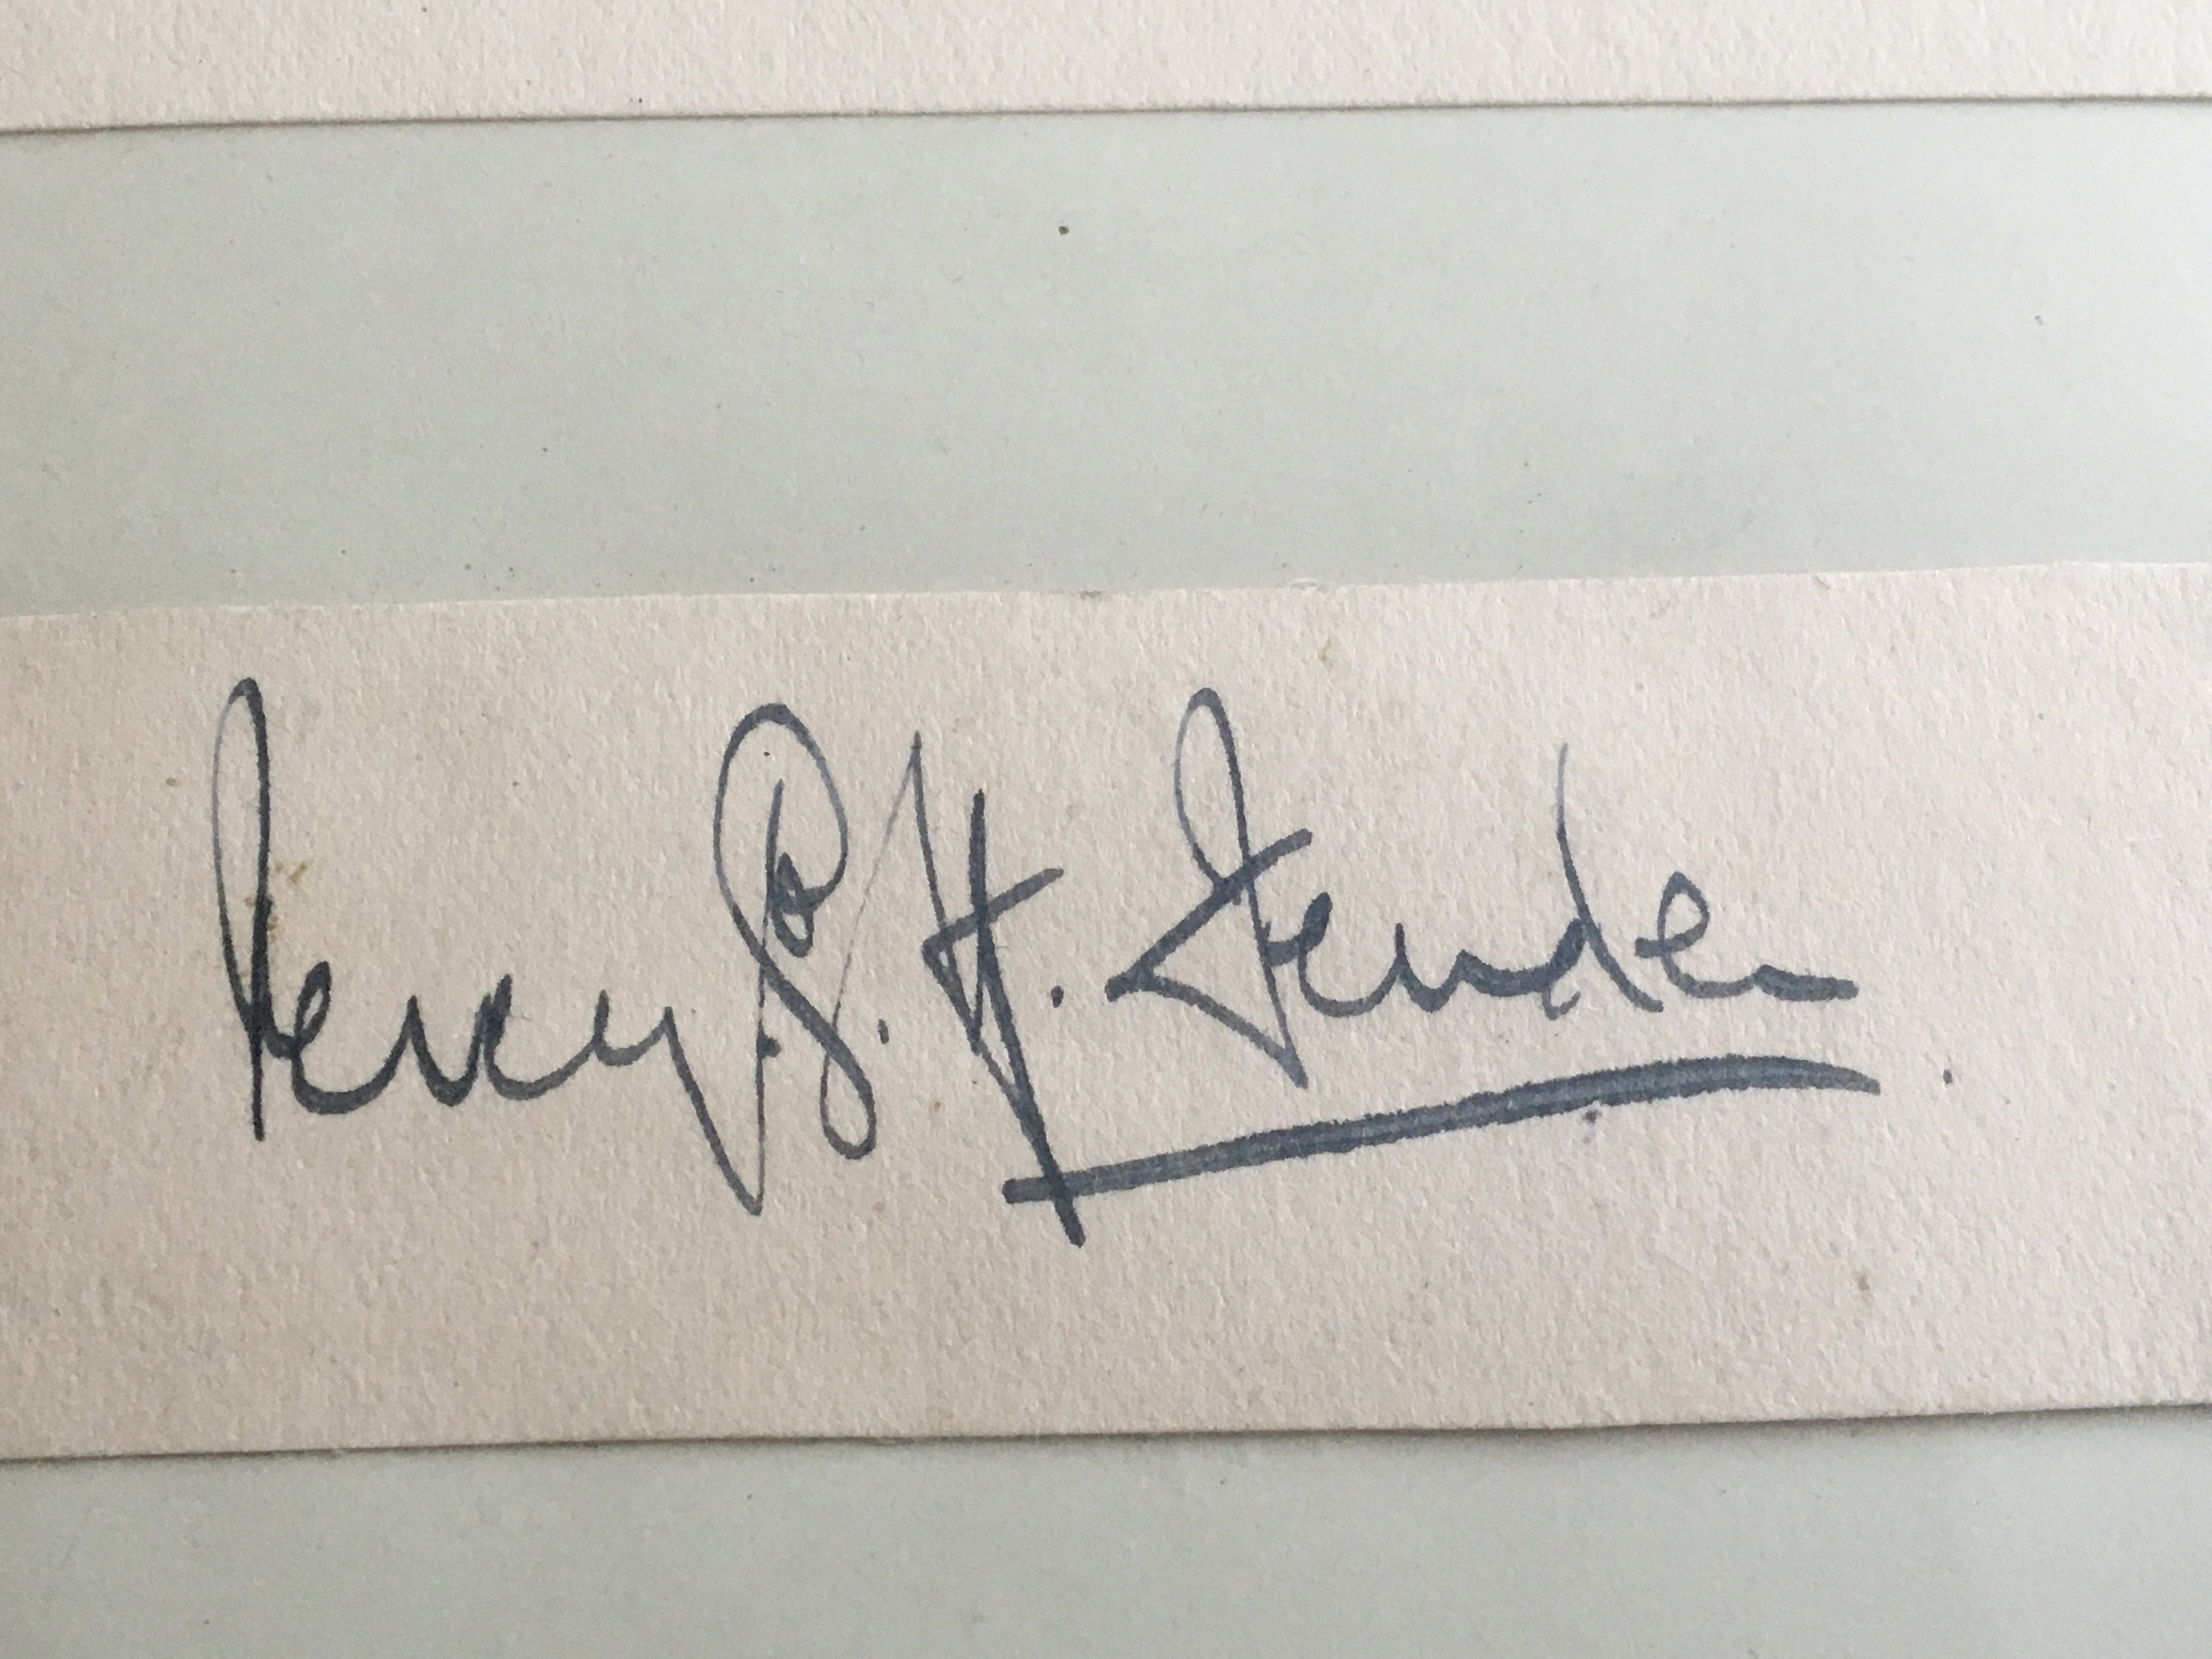 Percy. G. H. Fender